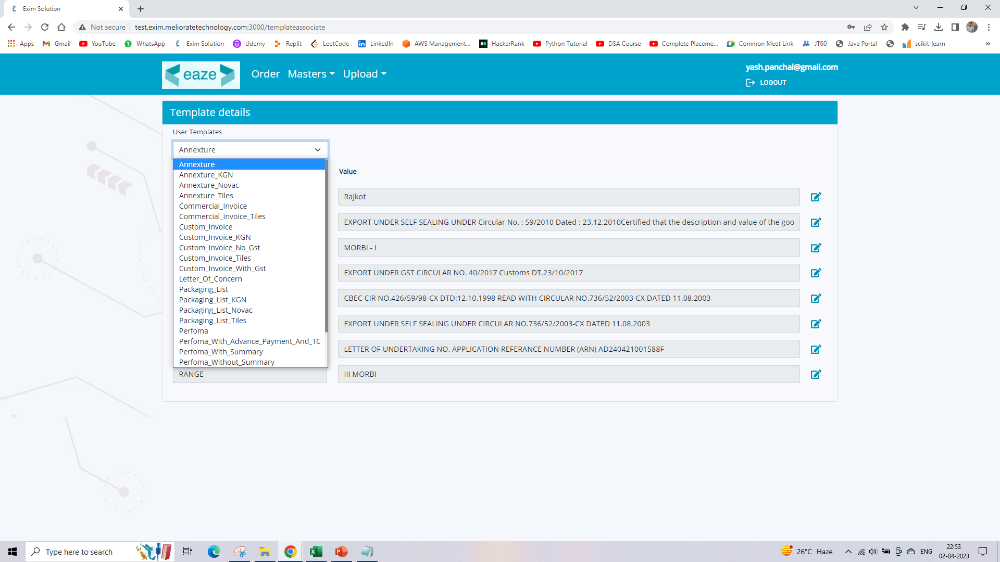 Exim Solution
Not secure test.exim.melioratetechnology.com:3000/templateassociate
Apps Gmail YouTube WhatsApp Exim Solution Udemy Replit LeetCode LinkedIn AWS Management... HackerRank Python Tutorial DSA Course Complete Placeme... Common Meet Link JT60 Java Portal scikit-learn »
eaze Order Masters Upload
yash.panchal@gmail.com
LOGOUT
Template details
User Templates
Annexture
Annexture
Annexture_KGN
Annexture_Novac
Annexture_Tiles
Commercial_Invoice
Commercial_Invoice_Tiles
Custom_Invoice
Custom_Invoice_KGN
Custom_Invoice_No_Gst
Custom_Invoice_Tiles
Custom_Invoice_With_Gst
Letter_Of_Concern
Packaging_List
Packaging_List_KGN
Packaging_List_Novac
Packaging_List_Tiles
Perfoma
Perfoma_With_Advance_Payment_And_TC
Perfoma_With_Summary
Perfoma_Without_Summary
Value
Rajkot
EXPORT UNDER SELF SEALING UNDER Circular No. : 59/2010 Dated : 23.12.2010Certified that the description and value of the goo
MORBI - I
EXPORT UNDER GST CIRCULAR NO. 40/2017 Customs DT.23/10/2017
CBEC CIR NO.426/59/98-CX DTD:12.10.1998 READ WITH CIRCULAR NO.736/52/2003-CX DATED 11.08.2003
EXPORT UNDER SELF SEALING UNDER CIRCULAR NO.736/52/2003-CX DATED 11.08.2003
LETTER OF UNDERTAKING NO. APPLICATION REFERANCE NUMBER (ARN) AD240421001588F
RANGE III MORBI
Type here to search
26°C Haze
ENG
22:53
02-04-2023